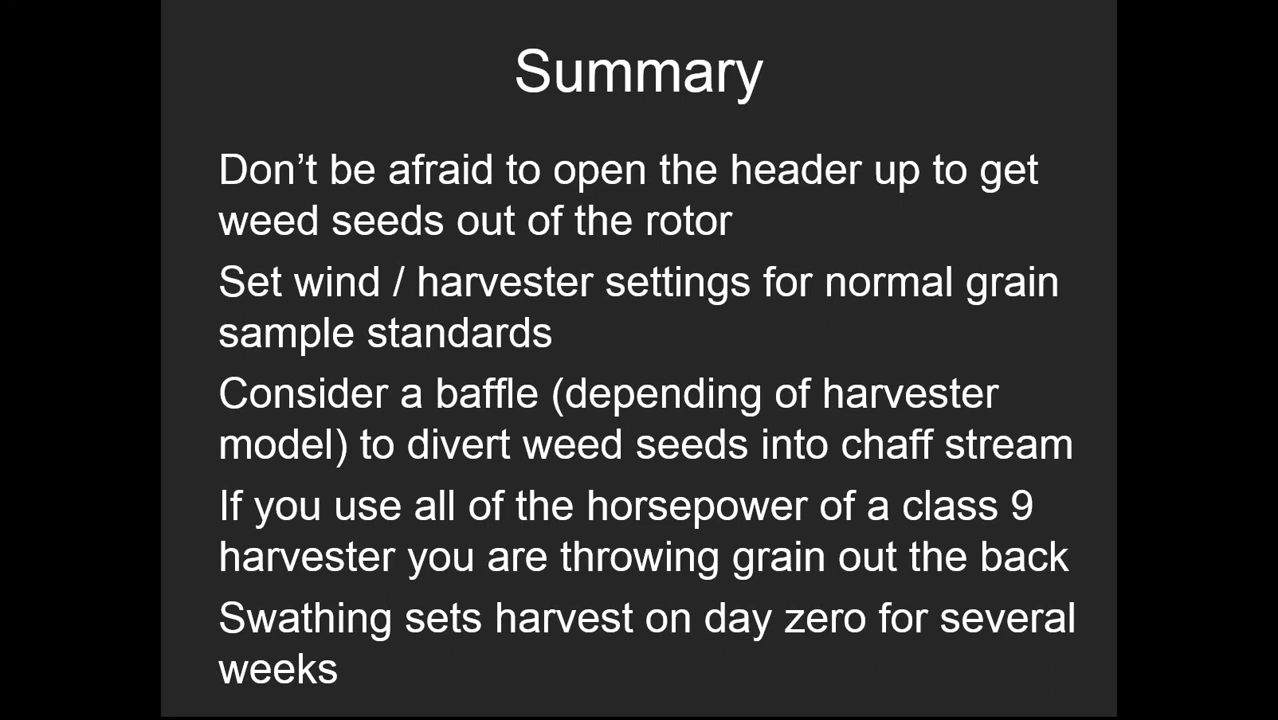 Summary
Don’t be afraid to open the header up to get
weed seeds out of the rotor
Set wind / harvester settings for normal grain
sample standards
Consider a baffle (depending of harvester
model) to divert weed seeds into chaff stream
If you use all of the horsepower of a class 9
harvester you are throwing grain out the back
Swathing sets harvest on day zero for several
weeks